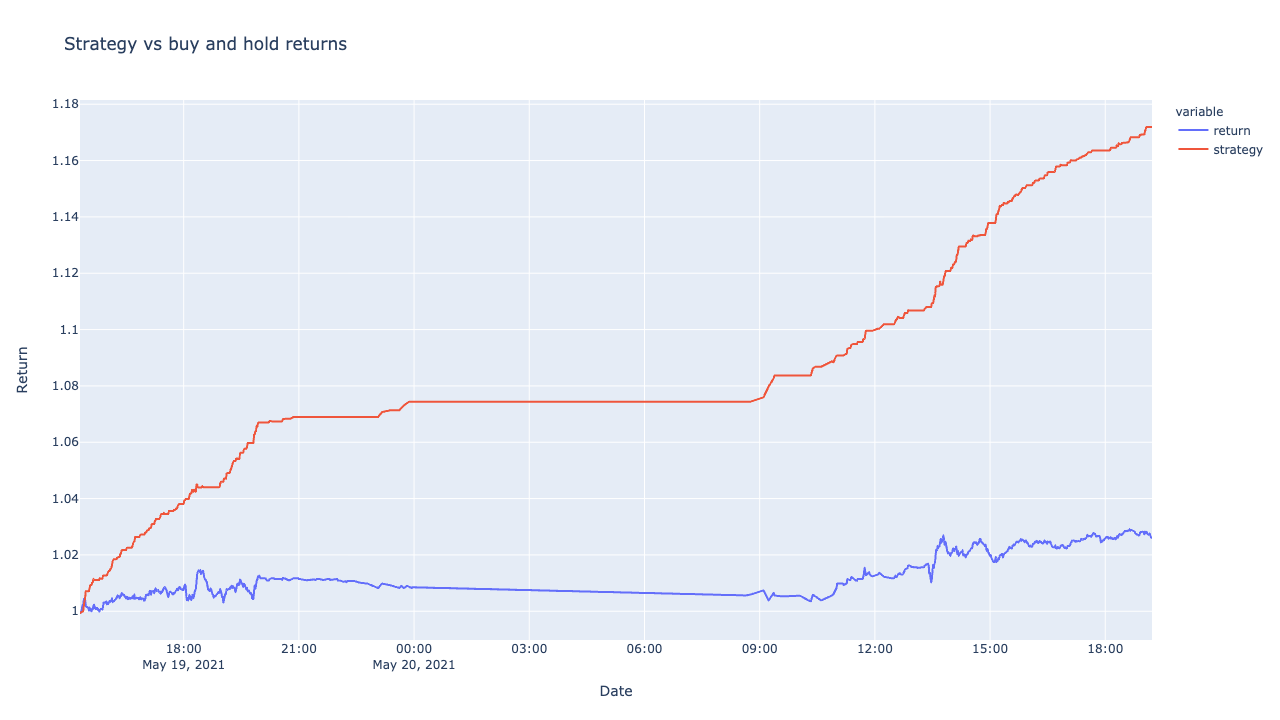 Strategy vs buy and hold returns
variable
return
strategy
Return
1.18
1.16
1.14
1.12
1.1
1.08
1.06
1.04
1.02
1
18:00
May 19, 2021
21:00
00:00
May 20, 2021
03:00
06:00
09:00
12:00
15:00
18:00
Date